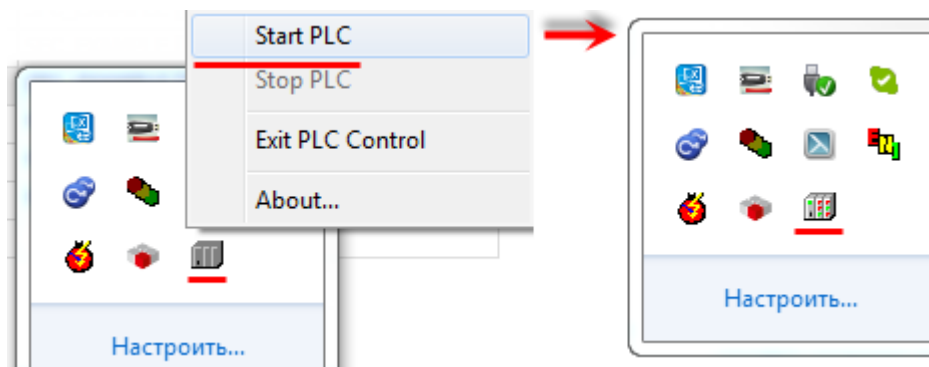 Start PLC
Stop PLC
Exit PLC Control
About...
Настроить...
Настроить...